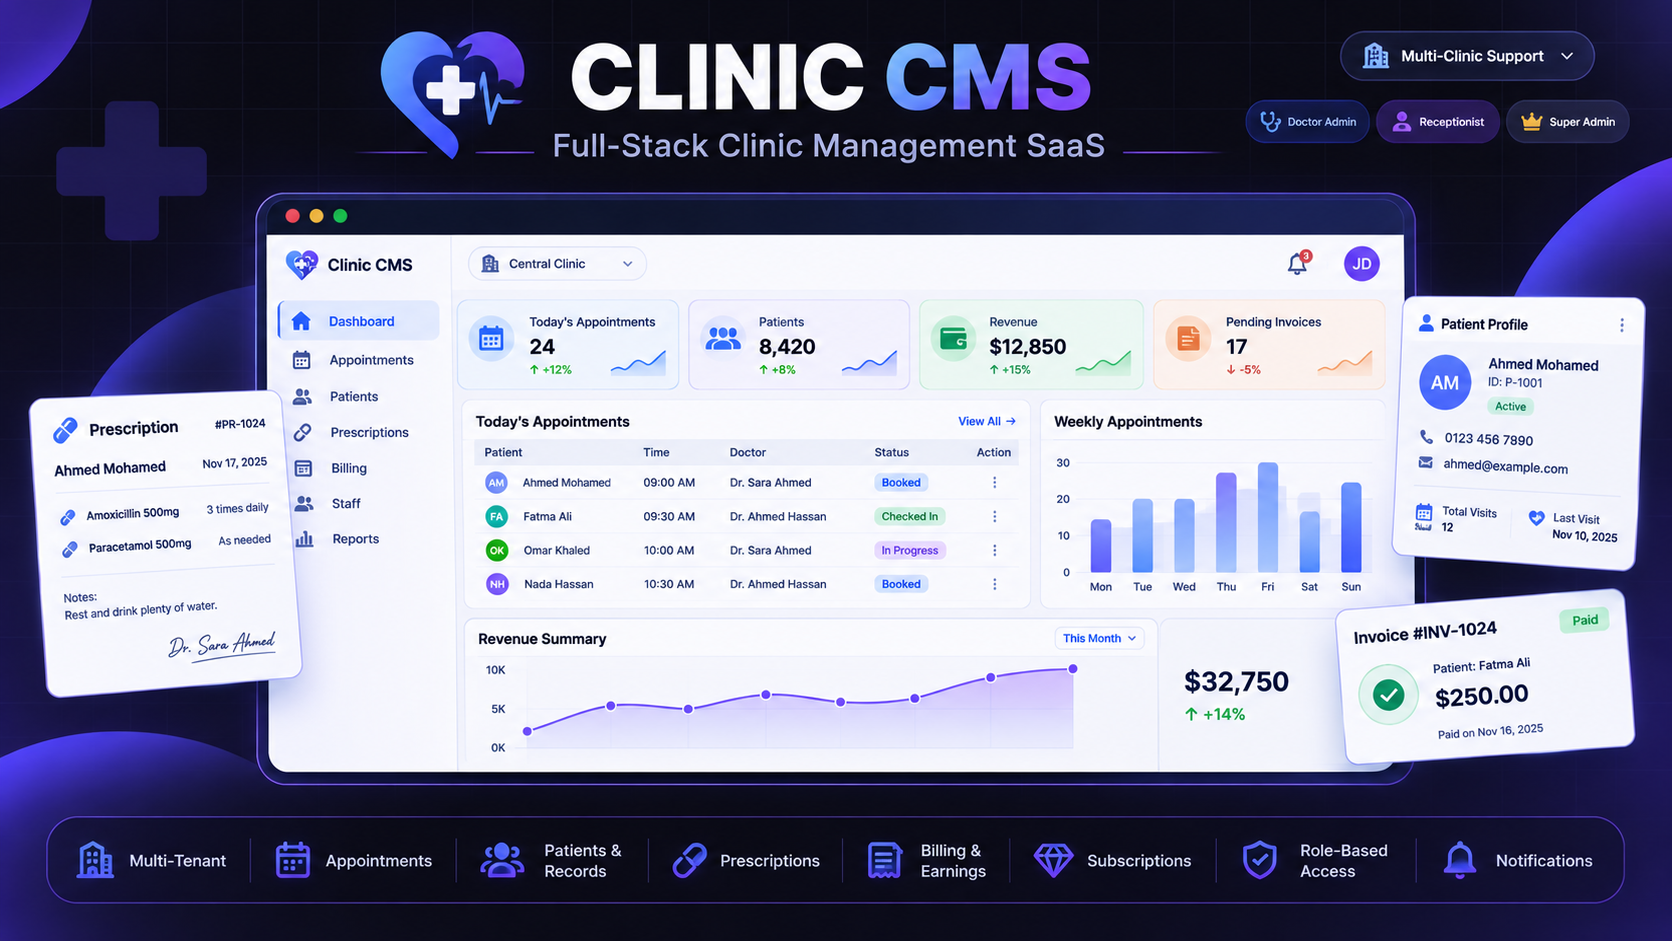 CLINIC CMS
Full-Stack Clinic Management SaaS
Multi-Clinic Support
Doctor Admin
Receptionist
Super Admin
Clinic CMS
Central Clinic
3
JD
Dashboard
Appointments
Patients
Prescriptions
Billing
Staff
Reports
Today's Appointments
24
↑ +12%
Patients
8,420
↑ +8%
Revenue
$12,850
↑ +15%
Pending Invoices
17
↓ -5%
Today's Appointments
View All →
Patient Time Doctor Status Action
AM Ahmed Mohamed 09:00 AM Dr. Sara Ahmed Booked
FA Fatma Ali 09:30 AM Dr. Ahmed Hassan Checked In
OK Omar Khaled 10:00 AM Dr. Sara Ahmed In Progress
NH Nada Hassan 10:30 AM Dr. Ahmed Hassan Booked
Weekly Appointments
30
20
10
0
Mon Tue Wed Thu Fri Sat Sun
Revenue Summary
This Month
10K
5K
0K
$32,750
↑ +14%
Prescription #PR-1024
Ahmed Mohamed Nov 17, 2025
Amoxicillin 500mg 3 times daily
Paracetamol 500mg As needed
Notes:
Rest and drink plenty of water.
Dr. Sara Ahmed
Patient Profile
AM
Ahmed Mohamed
ID: P-1001
Active
0123 456 7890
ahmed@example.com
Total Visits
12
Last Visit
Nov 10, 2025
Invoice #INV-1024
Paid
Patient: Fatma Ali
$250.00
Paid on Nov 16, 2025
Multi-Tenant
Appointments
Patients &
Records
Prescriptions
Billing &
Earnings
Subscriptions
Role-Based
Access
Notifications